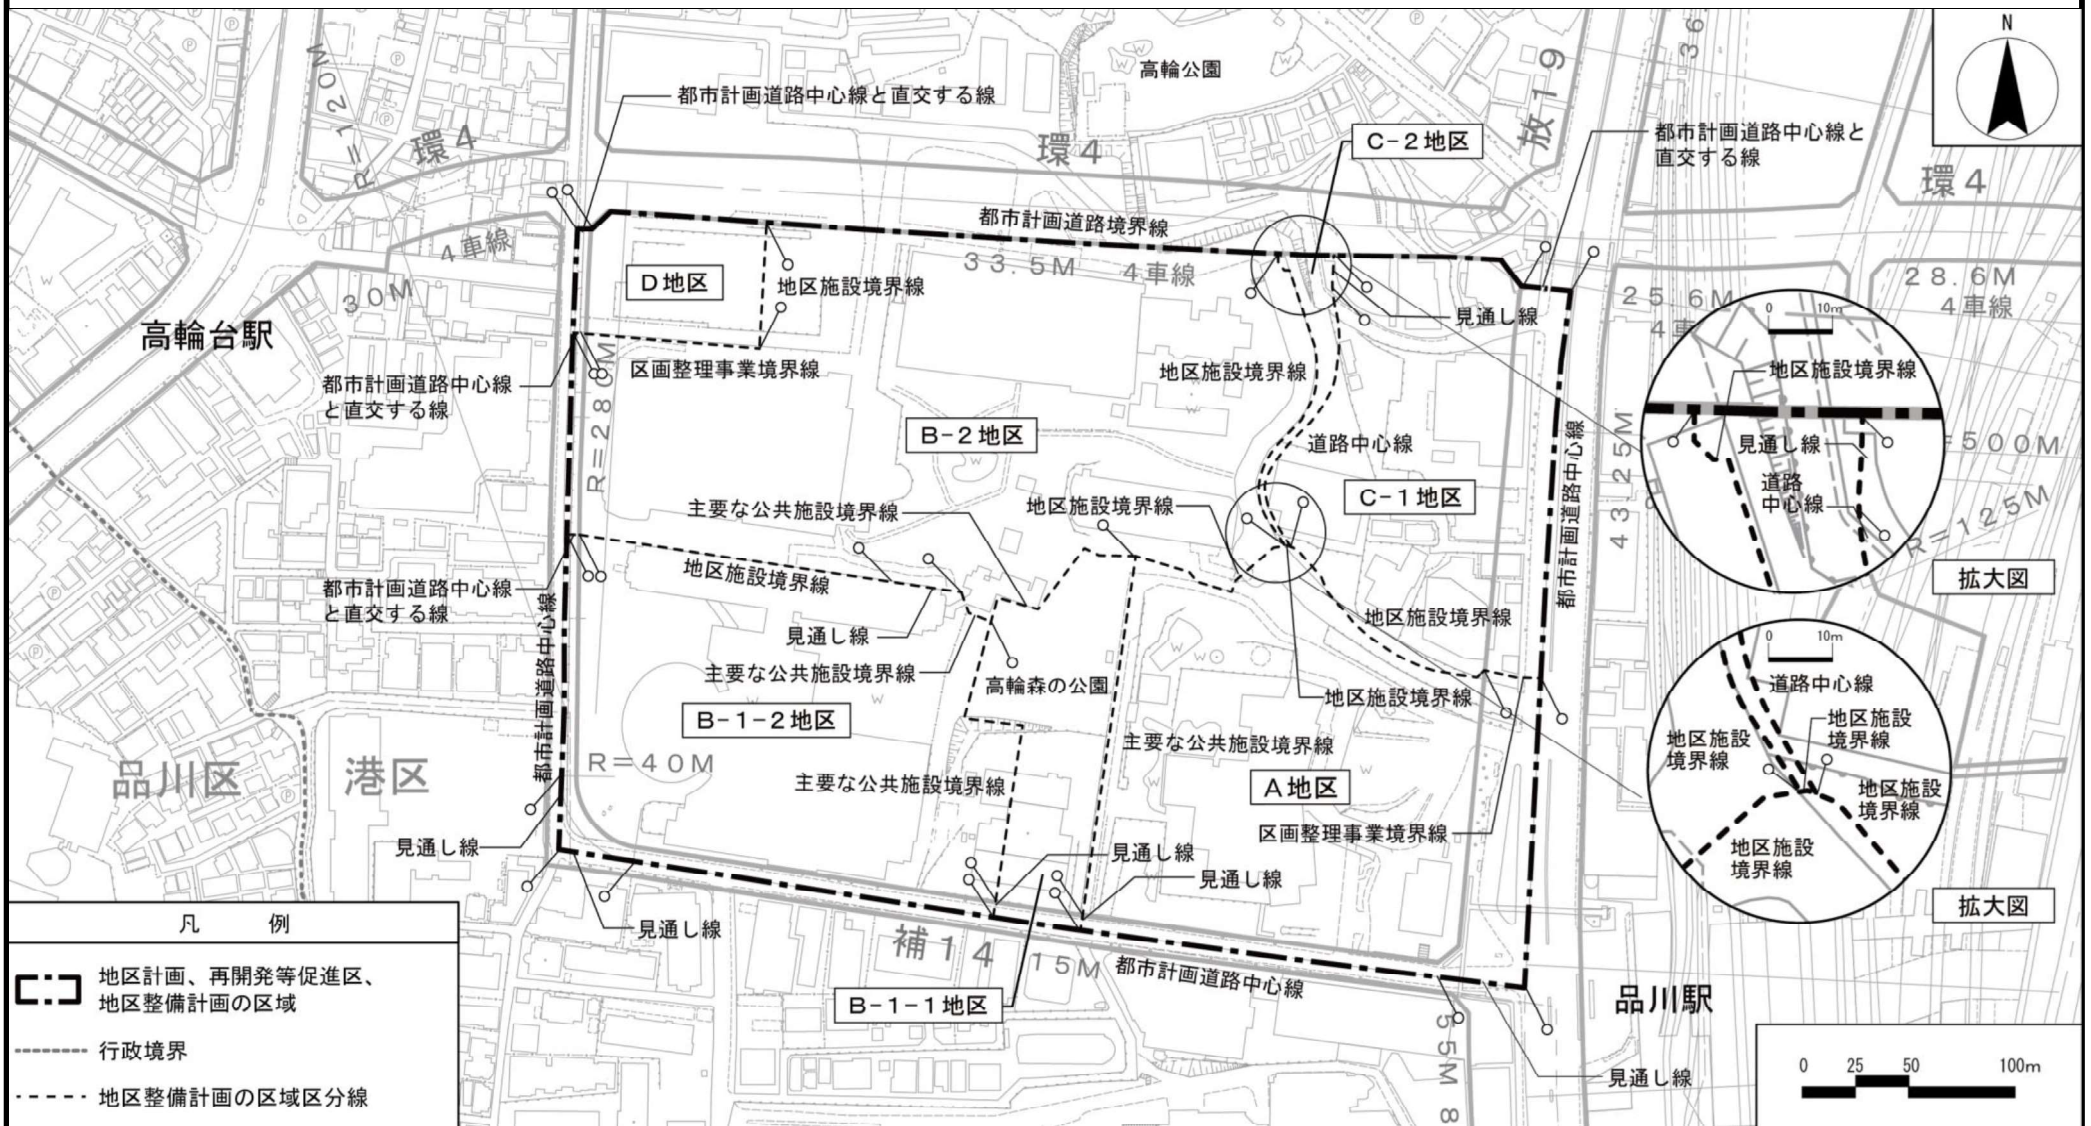 N
都市計画道路中心線と直交する線
高輪公園
放19
36
R=120M
環4
環4
C-2地区
都市計画道路中心線と
直交する線
環4
4車線
都市計画道路境界線
33.5M 4車線
30M
D地区
地区施設境界線
見通し線
25.6M
28.6M
4車線
高輪台駅
区画整理事業境界線
都市計画道路中心線
と直交する線
R=280M
地区施設境界線
0 10m
地区施設境界線
見通し線
道路
中心線
500M
R=125M
拡大図
B-2地区
道路中心線
都市計画道路中心線
43.25M
主要な公共施設境界線
地区施設境界線
C-1地区
都市計画道路中心線
と直交する線
地区施設境界線
見通し線
主要な公共施設境界線
高輪森の公園
地区施設境界線
地区施設境界線
都市計画道路中心線
B-1-2地区
主要な公共施設境界線
0 10m
道路中心線
地区施設
境界線
地区施設
境界線
地区施設
境界線
地区施設
境界線
拡大図
品川区
港区
R=40M
主要な公共施設境界線
A地区
区画整理事業境界線
見通し線
見通し線
見通し線
見通し線
補14 15M
都市計画道路中心線
B-1-1地区
品川駅
55M
8
見通し線
凡 例
地区計画、再開発等促進区、
地区整備計画の区域
行政境界
地区整備計画の区域区分線
0 25 50 100m